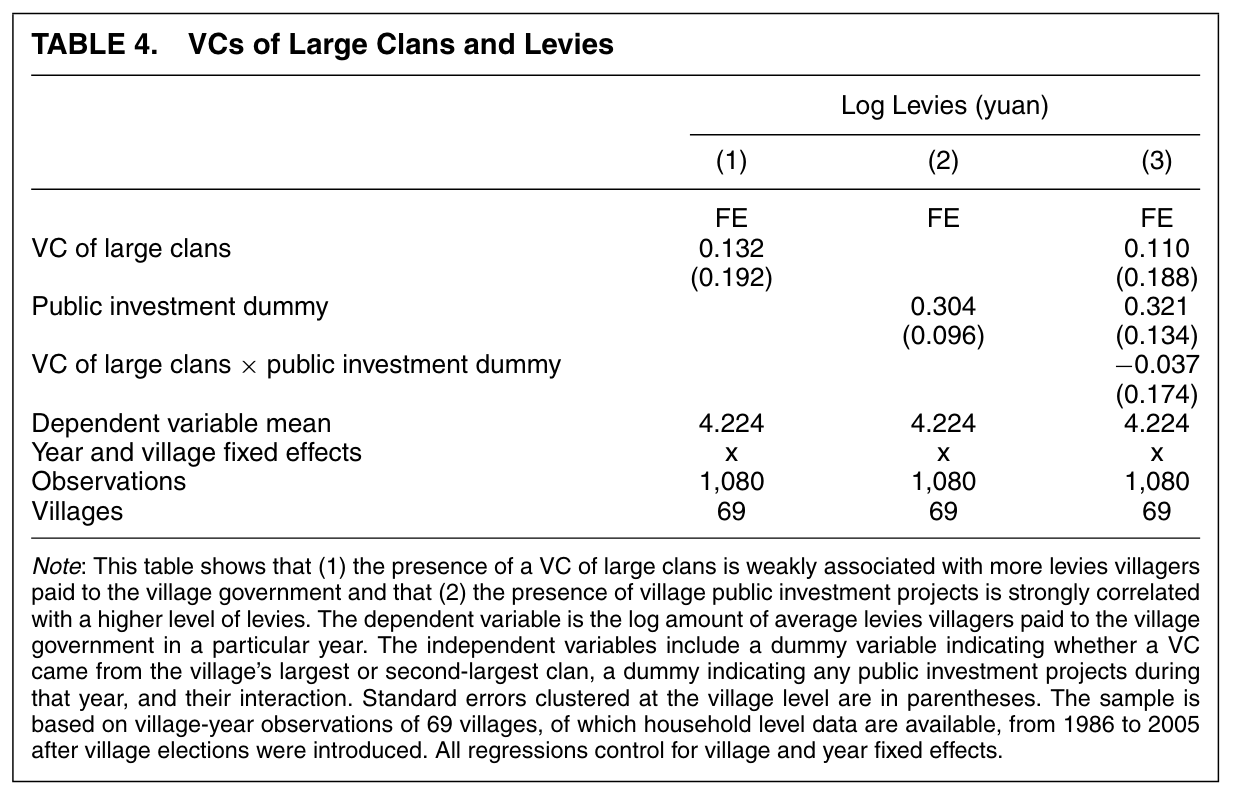 TABLE 4. VCs of Large Clans and Levies
Log Levies (yuan)
(1) (2) (3)
FE FE FE
VC of large clans 0.132 0.110
(0.192) (0.188)
Public investment dummy 0.304 0.321
(0.096) (0.134)
VC of large clans × public investment dummy −0.037
(0.174)
Dependent variable mean 4.224 4.224 4.224
Year and village fixed effects x x x
Observations 1,080 1,080 1,080
Villages 69 69 69
Note: This table shows that (1) the presence of a VC of large clans is weakly associated with more levies villagers
paid to the village government and that (2) the presence of village public investment projects is strongly correlated
with a higher level of levies. The dependent variable is the log amount of average levies villagers paid to the village
government in a particular year. The independent variables include a dummy variable indicating whether a VC
came from the village's largest or second-largest clan, a dummy indicating any public investment projects during
that year, and their interaction. Standard errors clustered at the village level are in parentheses. The sample is
based on village-year observations of 69 villages, of which household level data are available, from 1986 to 2005
after village elections were introduced. All regressions control for village and year fixed effects.